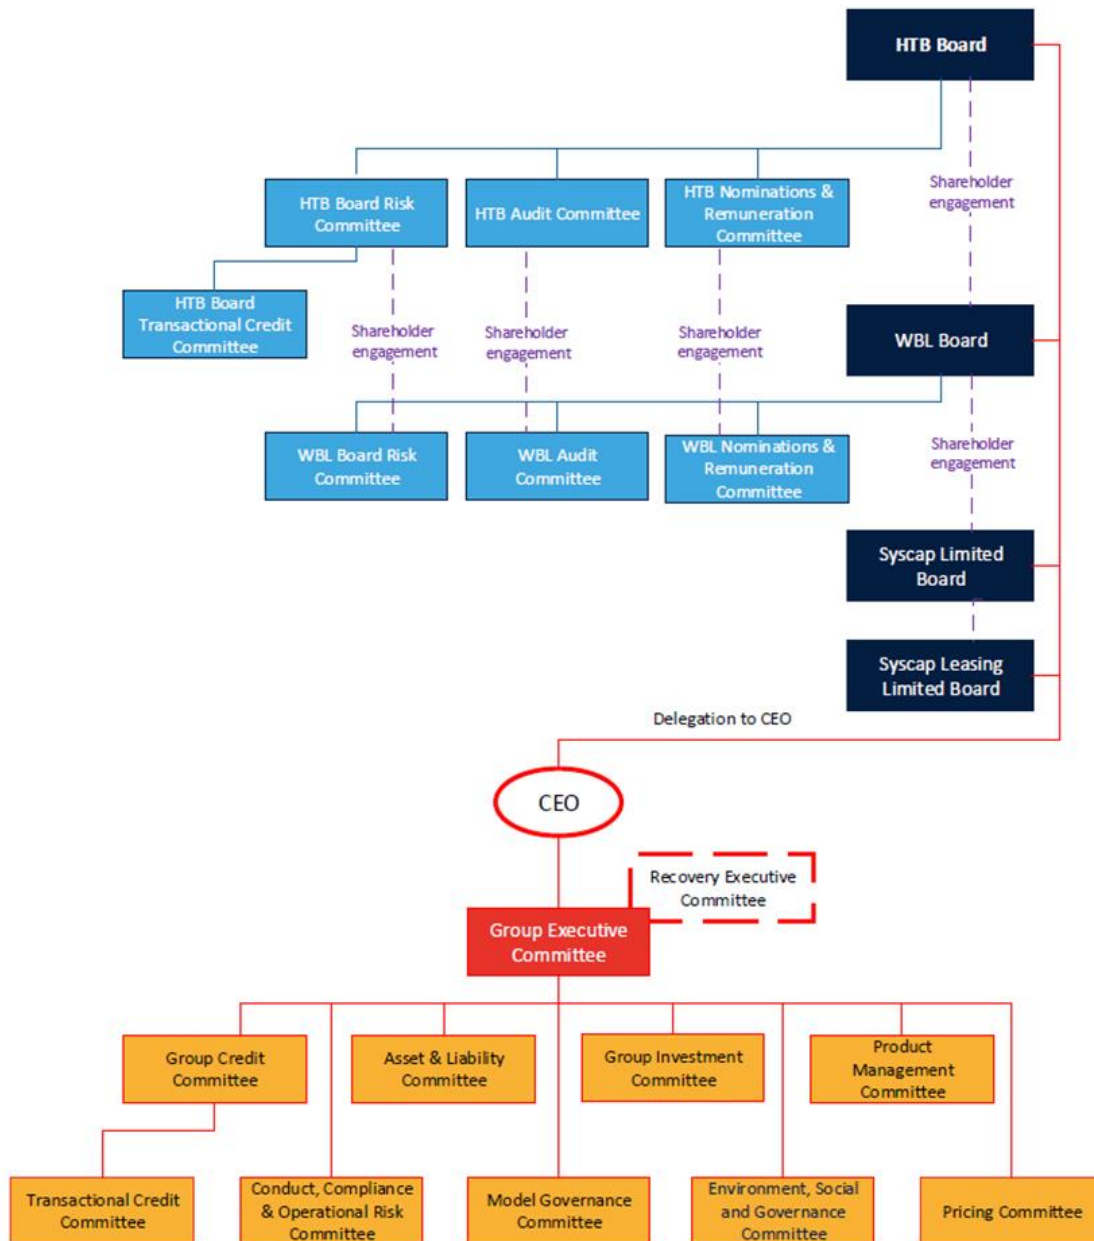 HTB Board
Shareholder
engagement
HTB Board Risk
Committee
HTB Audit Committee
HTB Nominations &
Remuneration
Committee
HTB Board
Transactional Credit
Committee
Shareholder
engagement
Shareholder
engagement
Shareholder
engagement
WBL Board
WBL Board Risk
Committee
WBL Audit
Committee
WBL Nominations &
Remuneration
Committee
Shareholder
engagement
Syscap Limited
Board
Syscap Leasing
Limited Board
Delegation to CEO
CEO
Recovery Executive
Committee
Group Executive
Committee
Group Credit
Committee
Asset & Liability
Committee
Group Investment
Committee
Product
Management
Committee
Transactional Credit
Committee
Conduct, Compliance
& Operational Risk
Committee
Model Governance
Committee
Environment, Social
and Governance
Committee
Pricing Committee